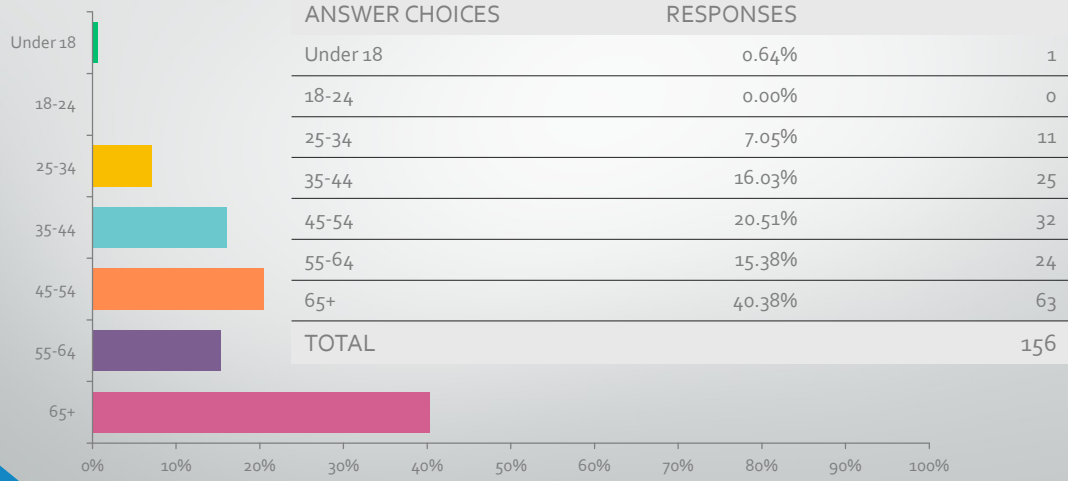 Under 18
18-24
25-34
35-44
45-54
55-64
65+
0% 10% 20% 30% 40% 50% 60% 70% 80% 90% 100%
ANSWER CHOICES RESPONSES
Under 18 0.64% 1
18-24 0.00% 0
25-34 7.05% 11
35-44 16.03% 25
45-54 20.51% 32
55-64 15.38% 24
65+ 40.38% 63
TOTAL 156